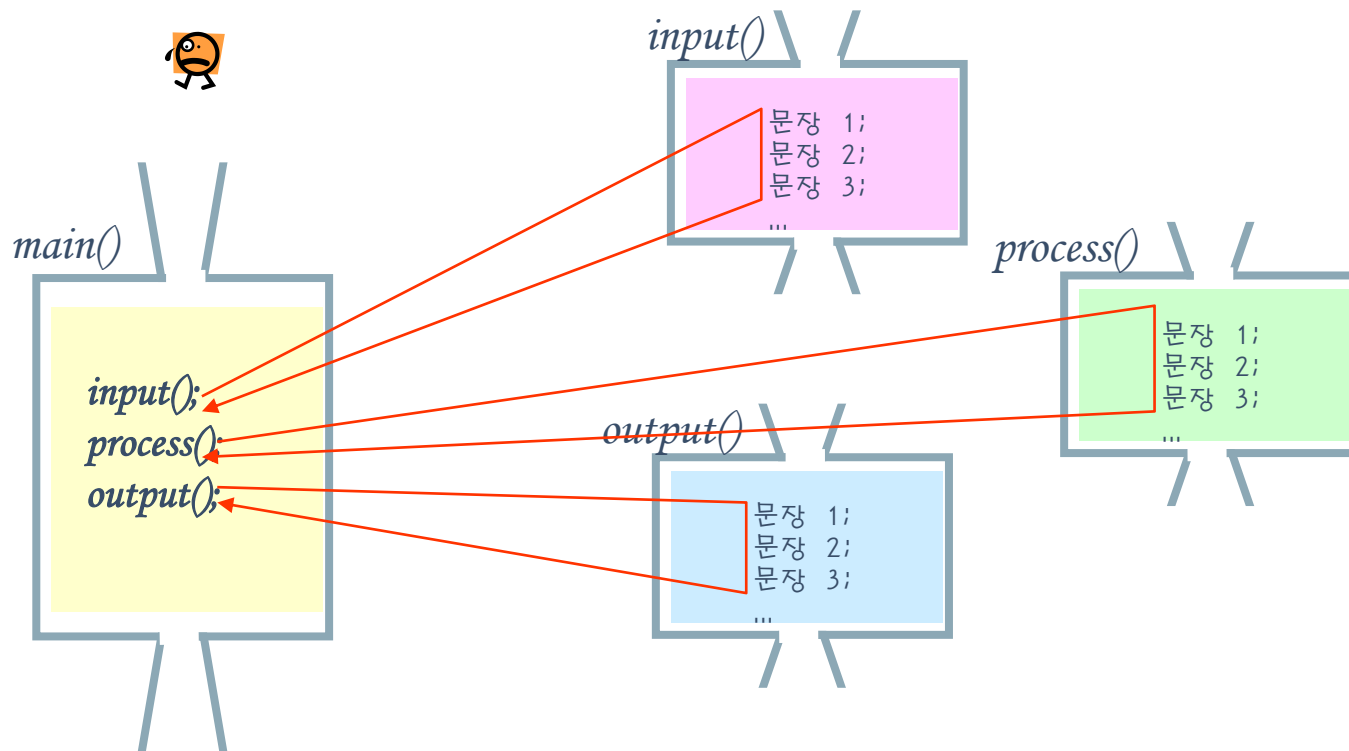 main()
input();
process();
output();
input()
문장 1;
문장 2;
문장 3;
...
process()
문장 1;
문장 2;
문장 3;
...
output()
문장 1;
문장 2;
문장 3;
...